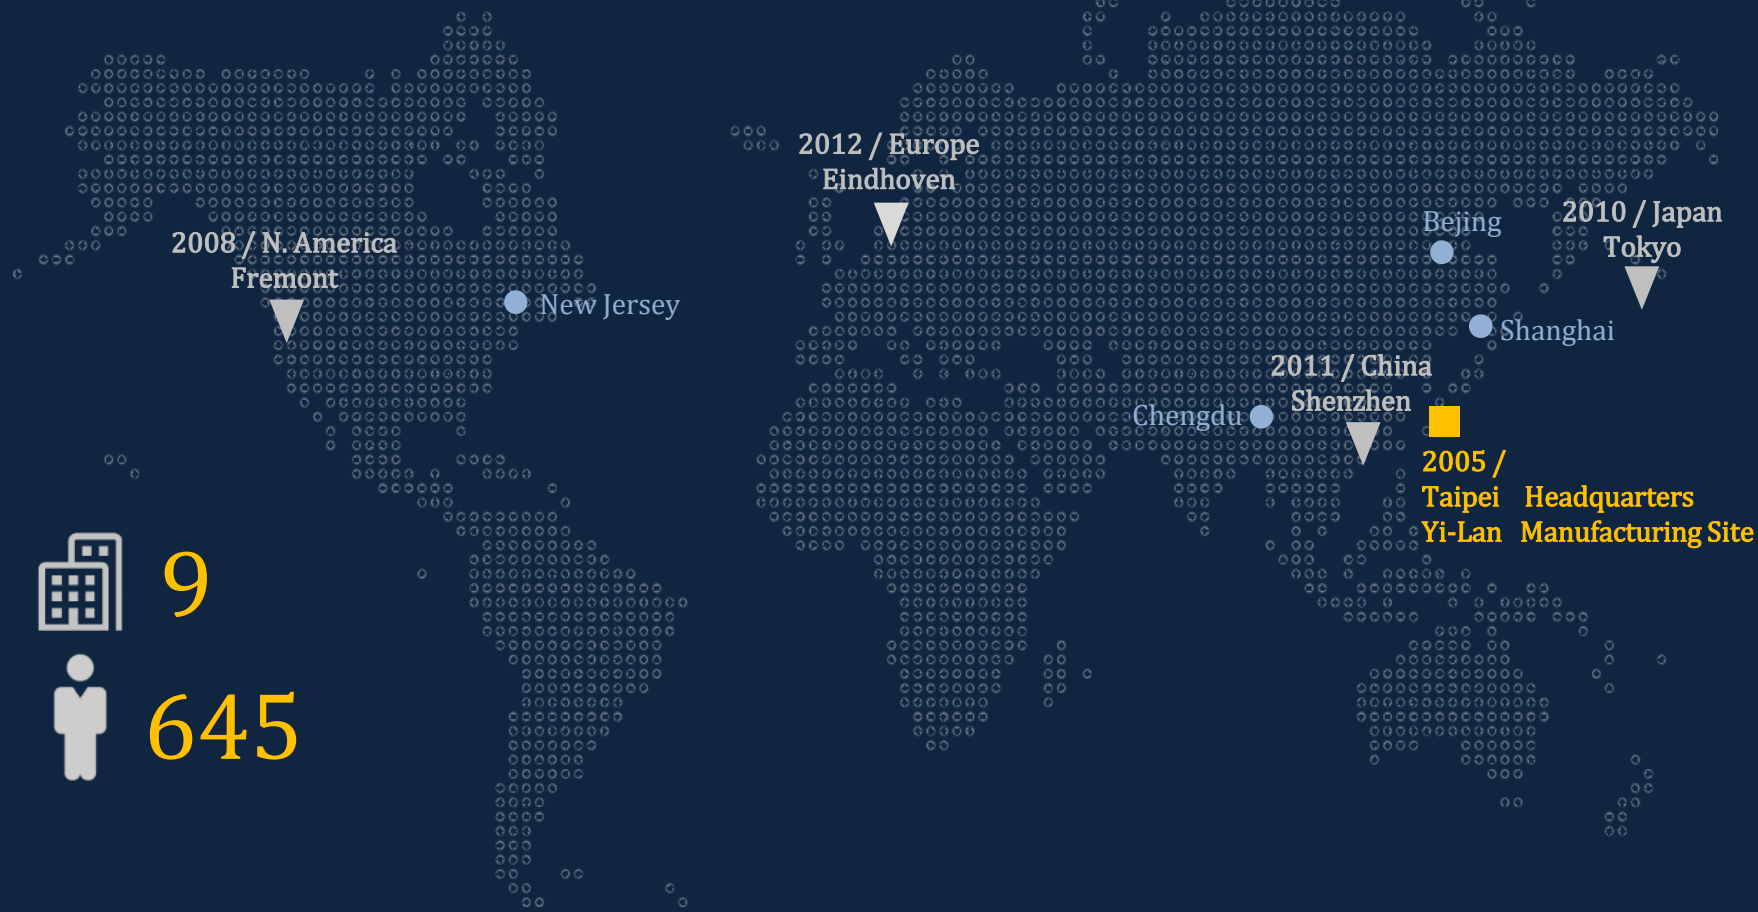 2012 / Europe
Eindhoven
2010 / Japan
Tokyo
Bejing
2008 / N. America
Fremont
New Jersey
Shanghai
2011 / China
Shenzhen
Chengdu
2005 /
Taipei Headquarters
Yi-Lan Manufacturing Site
9
645